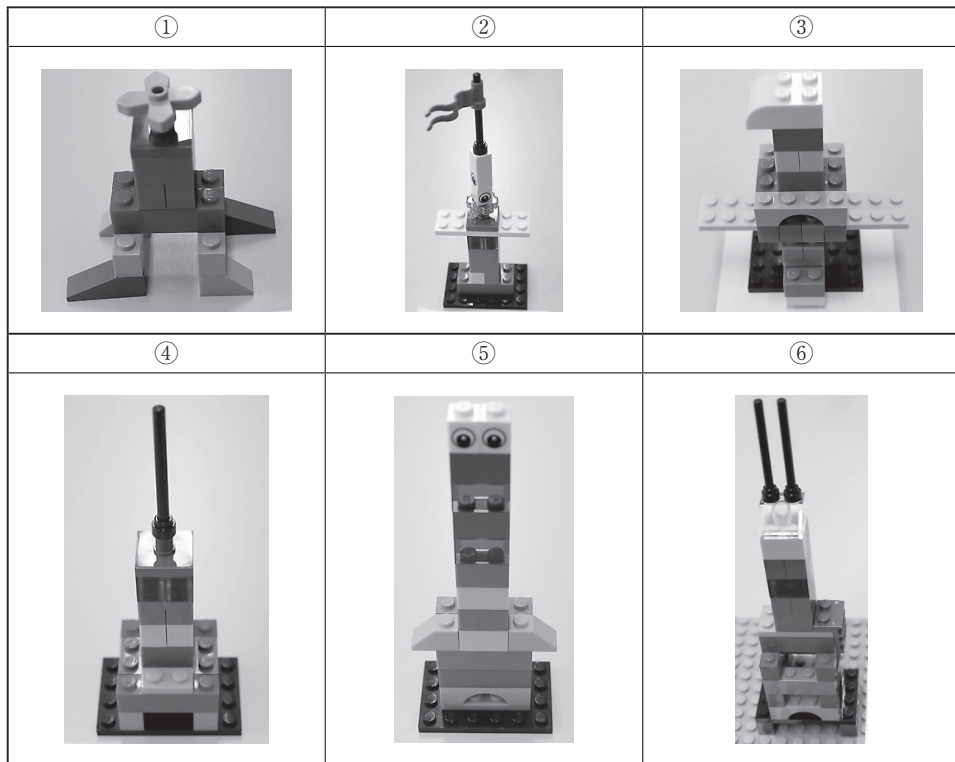 ① ② ③
④ ⑤ ⑥